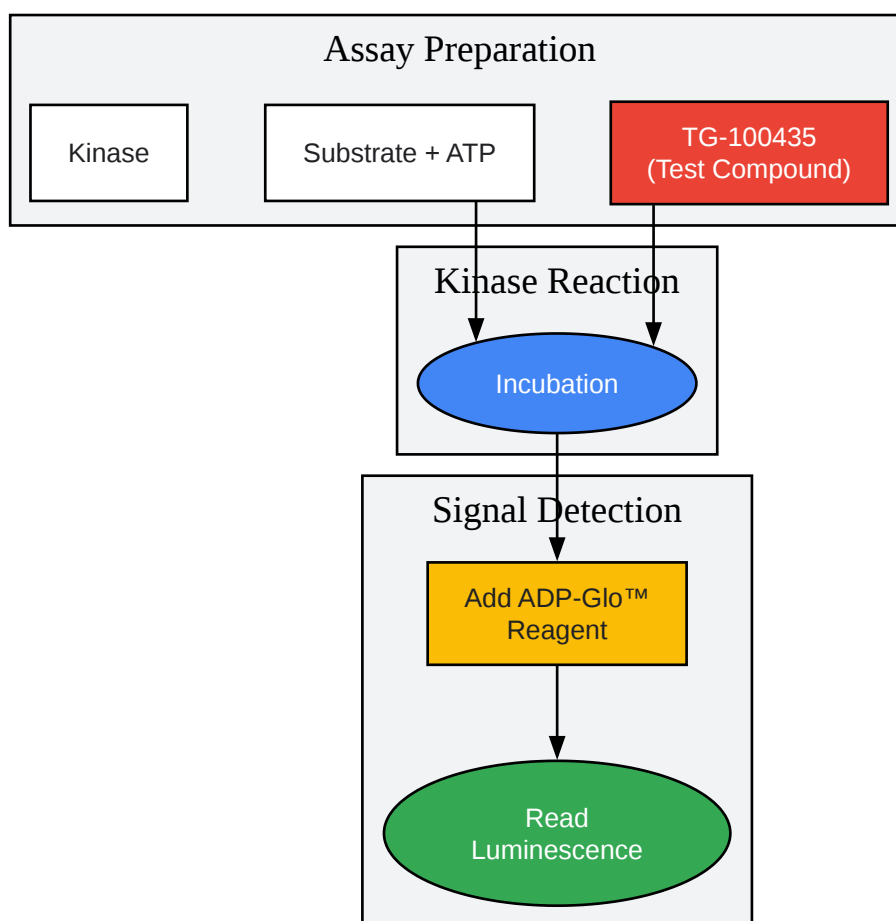 Assay Preparation
Kinase
Substrate + ATP
TG-100435
(Test Compound)
Kinase Reaction
Incubation
Signal Detection
Add ADP-Glo™
Reagent
Read
Luminescence